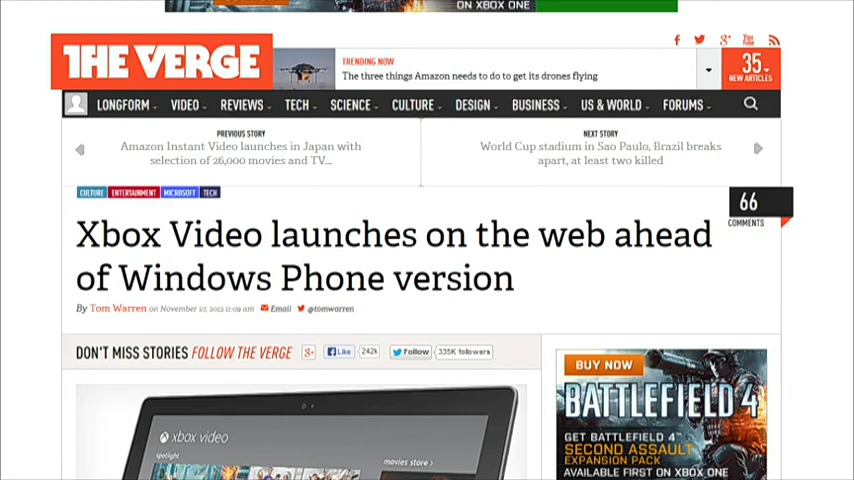 ON XBOX ONE
THE VERGE
TRENDING NOW
The three things Amazon needs to do to get its drones flying
35
NEW ARTICLES
LONGFORM VIDEO REVIEWS TECH SCIENCE CULTURE DESIGN BUSINESS US & WORLD FORUMS
PREVIOUS STORY
Amazon Instant Video launches in Japan with
selection of 26,000 movies and TV...
NEXT STORY
World Cup stadium in Sao Paulo, Brazil breaks
apart, at least two killed
CULTURE ENTERTAINMENT MICROSOFT TECH
66
COMMENTS
Xbox Video launches on the web ahead
of Windows Phone version
By Tom Warren on November 27, 2013 11:09 am Email @tomwarren
DON'T MISS STORIES FOLLOW THE VERGE
Like 242k Follow 335K followers
BUY NOW
BATTLEFIELD 4
GET BATTLEFIELD 4™
SECOND ASSAULT
EXPANSION PACK
AVAILABLE FIRST ON XBOX ONE
xbox video
spotlight
movies store >